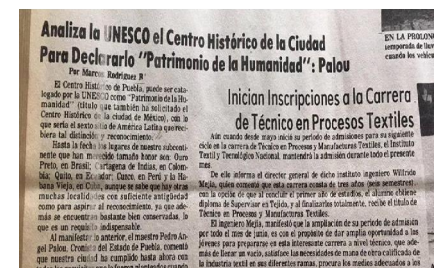 Analiza la UNESCO el Centro Histórico de la Ciudad
Para Declararlo "Patrimonio de la Humanidad": Palou
Por Marcos Rodríguez
El Centro Histórico de Puebla, puede ser cata-
logado por la UNESCO como "Patrimonio de la Hu-
manidad" (título que también ha solicitado el
Centro Histórico de la ciudad de México), con lo
que sería el sexto sitio de América Latina que reci-
biera tal distinción y reconocimiento.
Hasta la fecha los lugares de nuestro subconti-
nente que han merecido tamaño honor son: Ouro
Preto, en Brasil; Cartagena de Indias, en Colom-
bia; Quito, en Ecuador; Cuzco, en Perú y la Ha-
bana Vieja, en Cuba, aunque se sabe que hay otras
muchas localidades con suficiente antigüedad
como para aspirar al reconocimiento, ya que ade-
más se encuentran bastante bien conservadas, lo
que es un requisito indispensable.
Al manifestar lo anterior, el maestro Pedro An-
gel Palou, Cronista del Estado de Puebla, comentó
que nuestra ciudad ha cumplido hasta ahora con
EN LA PROLON
temporada de lluv
cuando los vehícu
Inician Inscripciones a la Carrera
de Técnico en Procesos Textiles
Aún cuando desde mayo inició su período de admisiones para su siguiente
ciclo en la carrera de Técnico en Procesos y Manufacturas Textiles, el Instituto
Textil y Tecnológico Nacional, mantendrá la admisión durante todo el presente
mes.
De ello informa el director general de dicho instituto ingeniero Wilfrido
Mejía, quien comenta que esta carrera consta de tres años (seis semestres)
con la opción de que al concluir el primer año de estudios, el alumno obtiene
diploma de Supervisor en Tejido, y al finalizarlos totalmente, recibe el título de
Técnico en Procesos y Manufacturas Textiles.
El ingeniero Mejía, manifestó que la ampliación de su período de admisión
por todo el mes de junio, es con el propósito de dar amplia oportunidad a los
jóvenes para prepararse en esta interesante carrera a nivel técnico, que ade-
más de llenar un vacío, satisface las necesidades de mano de obra calificada de
la industria textil en sus diferentes ramas, procura los medios adecuados a los